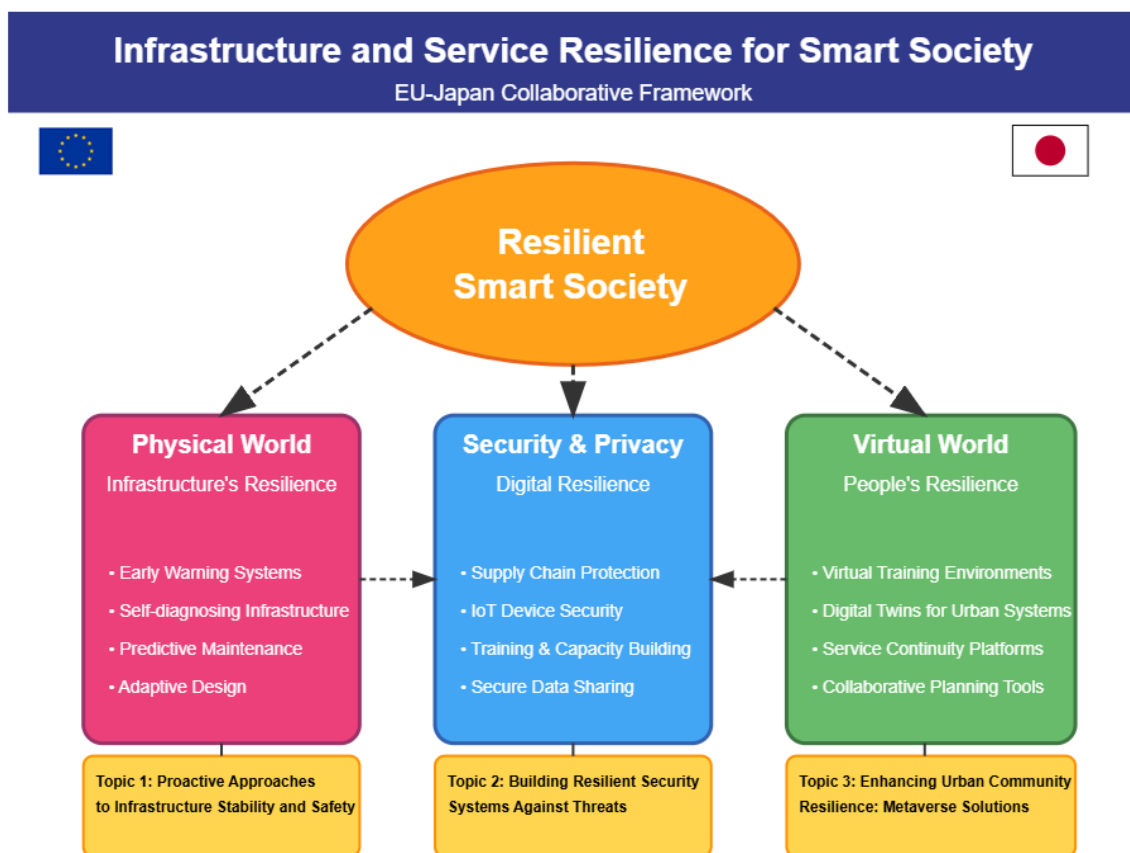 Infrastructure and Service Resilience for Smart Society
EU-Japan Collaborative Framework
Resilient
Smart Society
Physical World
Infrastructure's Resilience
• Early Warning Systems
• Self-diagnosing Infrastructure
• Predictive Maintenance
• Adaptive Design
Security & Privacy
Digital Resilience
• Supply Chain Protection
• IoT Device Security
• Training & Capacity Building
• Secure Data Sharing
Virtual World
People's Resilience
• Virtual Training Environments
• Digital Twins for Urban Systems
• Service Continuity Platforms
• Collaborative Planning Tools
Topic 1: Proactive Approaches
to Infrastructure Stability and Safety
Topic 2: Building Resilient Security
Systems Against Threats
Topic 3: Enhancing Urban Community
Resilience: Metaverse Solutions